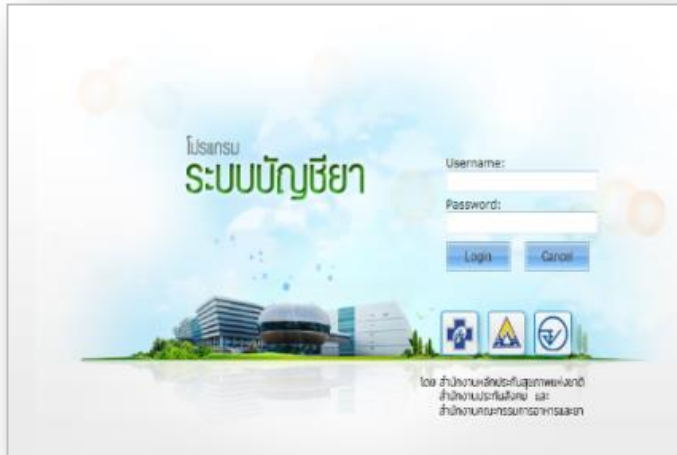 โปรแกรม
ระบบบัญชียา
Username:
Password:
Login Cancel
โดย สำนักงานหลักประกันสุขภาพแห่งชาติ
สำนักงานประกันสังคม และ
สำนักงานคณะกรรมการอาหารและยา